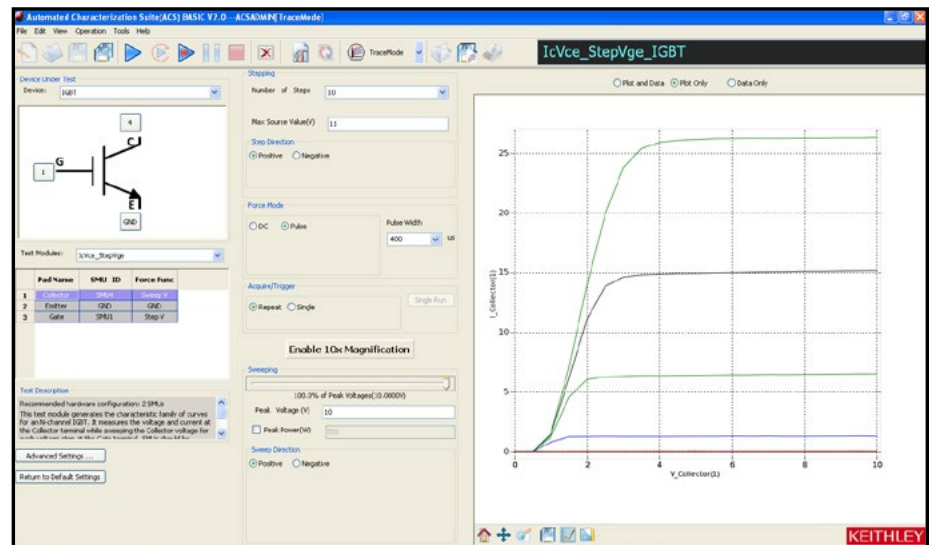 Automated Characterization Suite(ACS) BASIC V2.0 --ACSADMIN[TraceMode]
File Edit View Operation Tools Help
TraceMode
IcVce_StepVge_IGBT
Device Under Test
Device: IGBT
4
C
G
1
E
GND
Test Modules: IcVce_StepVge
Pad Name SMU ID Force Func
1 Collector SMU4 Sweep V
2 Emitter GND GND
3 Gate SMU1 Step V
Test Description
Recommended hardware configuration: 2 SMUs
This test module generates the characteristic family of curves
for an N-channel IGBT. It measures the voltage and current at
the Collector terminal while sweeping the Collector voltage for
Advanced Settings ...
Return to Default Settings
Stepping
Number of Steps 10
Max Source Value(V) 11
Step Direction
Positive Negative
Force Mode
DC Pulse
Pulse Width
400 us
Acquire/Trigger
Repeat Single
Single Run
Enable 10x Magnification
Sweeping
100.0% of Peak Voltages(10.0000V)
Peak Voltage (V) 10
Peak Power(W)
Sweep Direction
Positive Negative
Plot and Data Plot Only Data Only
25
20
15
10
5
0
I_Collector(1)
0 2 4 6 8 10
V_Collector(1)
KEITHLEY